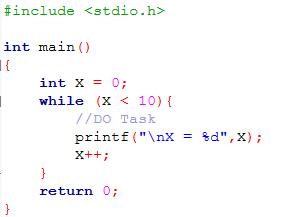 #include <stdio.h>
int main()
{
    int X = 0;
    while (X < 10){
        //DO Task
        printf("\nX = %d",X);
        X++;
    }
    return 0;
}